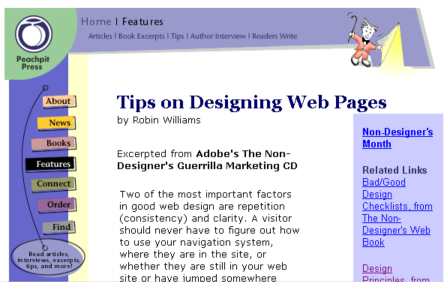 Home I Features
Articles I Book Excerpts I Tips I Author Interview I Readers Write
Peachpit
Press
About
News
Books
Features
Connect
Order
Find
Read articles,
interviews, excerpts,
tips, and more!
Tips on Designing Web Pages
by Robin Williams
Excerpted from Adobe's The Non-
Designer's Guerrilla Marketing CD
Two of the most important factors
in good web design are repetition
(consistency) and clarity. A visitor
should never have to figure out how
to use your navigation system,
where they are in the site, or
whether they are still in your web
site or have jumped somewhere
Non-Designer's
Month
Related Links
Bad/Good
Design
Checklists, from
The Non-
Designer's Web
Book
Design
Principles, from